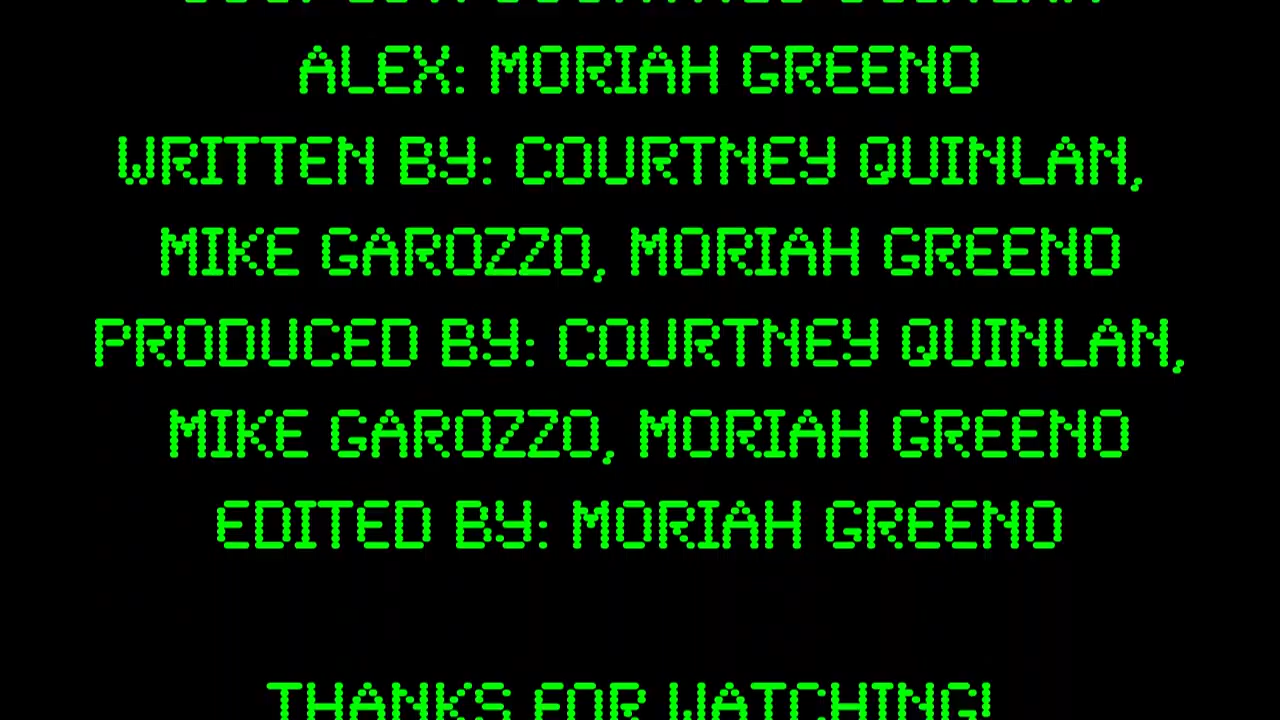 ALEX: MORIAH GREENO
WRITTEN BY: COURTNEY QUINLAN,
MIKE GAROZZO, MORIAH GREENO
PRODUCED BY: COURTNEY QUINLAN,
MIKE GAROZZO, MORIAH GREENO
EDITED BY: MORIAH GREENO
THANKS FOR WATCHING!